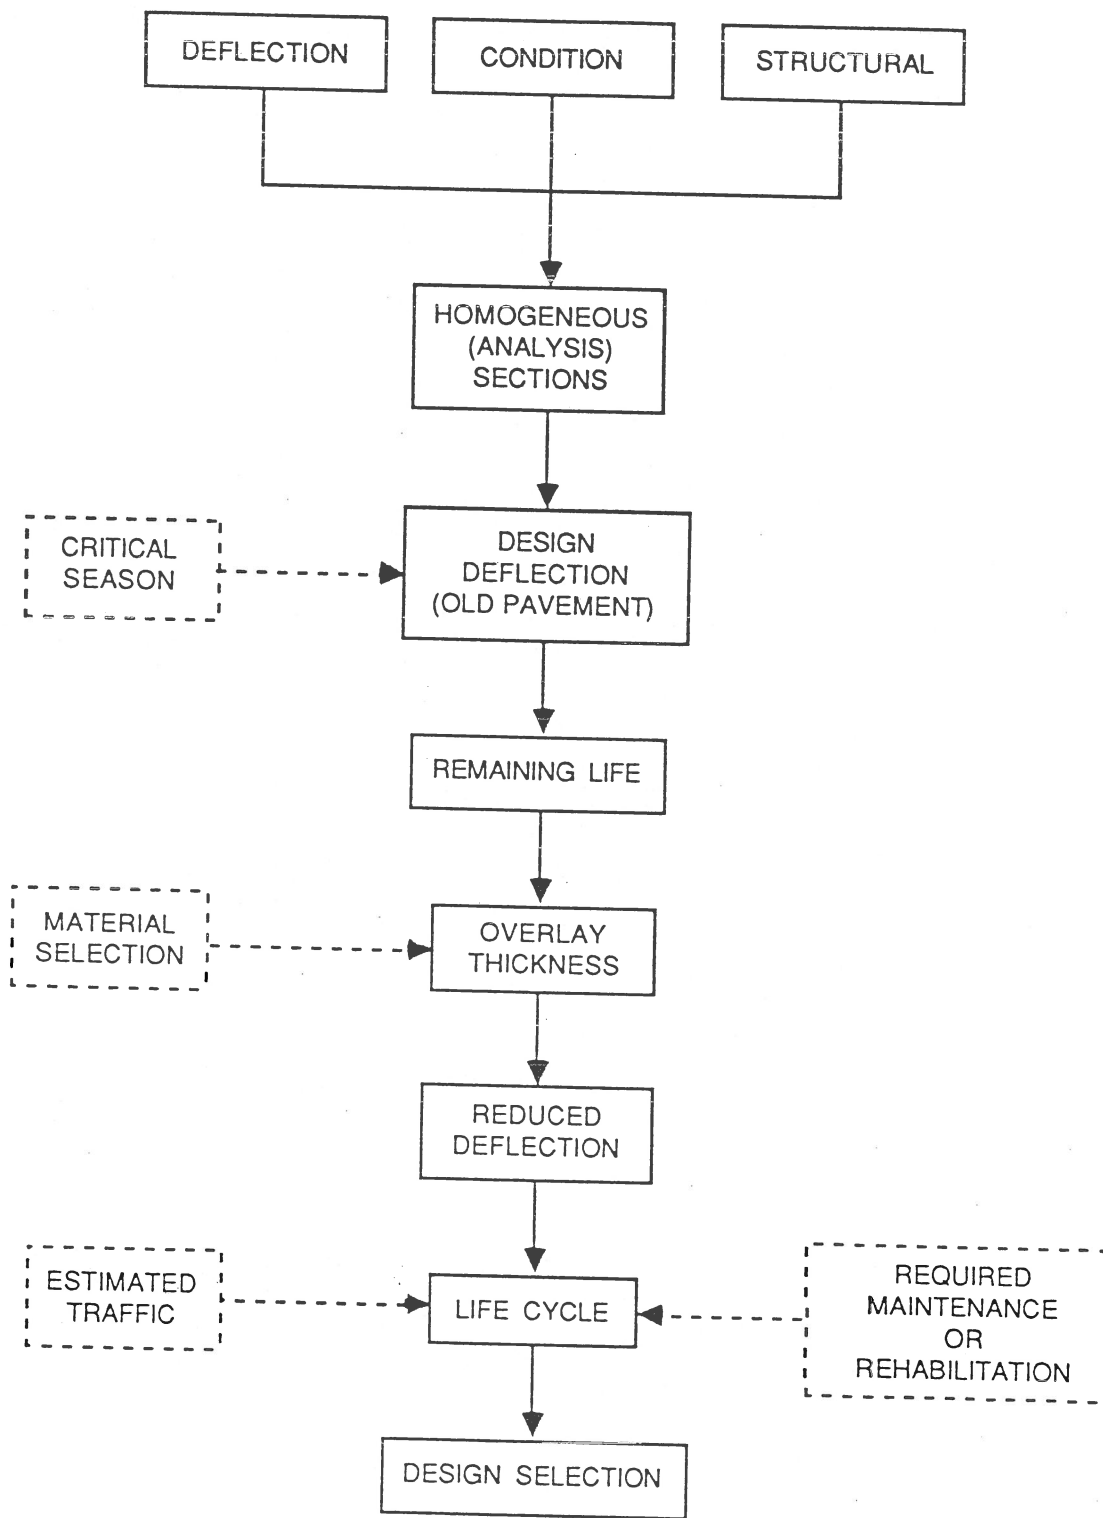 DEFLECTION
CONDITION
STRUCTURAL
HOMOGENEOUS
(ANALYSIS)
SECTIONS
CRITICAL
SEASON
DESIGN
DEFLECTION
(OLD PAVEMENT)
REMAINING LIFE
MATERIAL
SELECTION
OVERLAY
THICKNESS
REDUCED
DEFLECTION
ESTIMATED
TRAFFIC
LIFE CYCLE
REQUIRED
MAINTENANCE
OR
REHABILITATION
DESIGN SELECTION